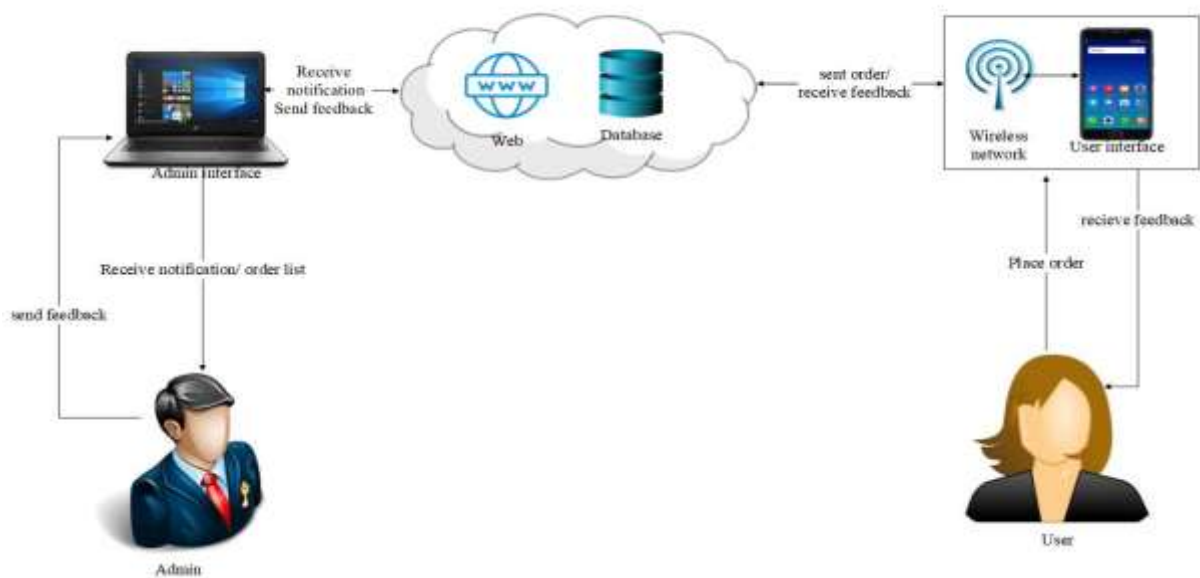 Receive
notification
Send feedback
WWW
Web
Database
sent order/
receive feedback
Wireless
network
User interface
Admin interface
recieve feedback
Place order
Receive notification/ order list
send feedback
User
Admin